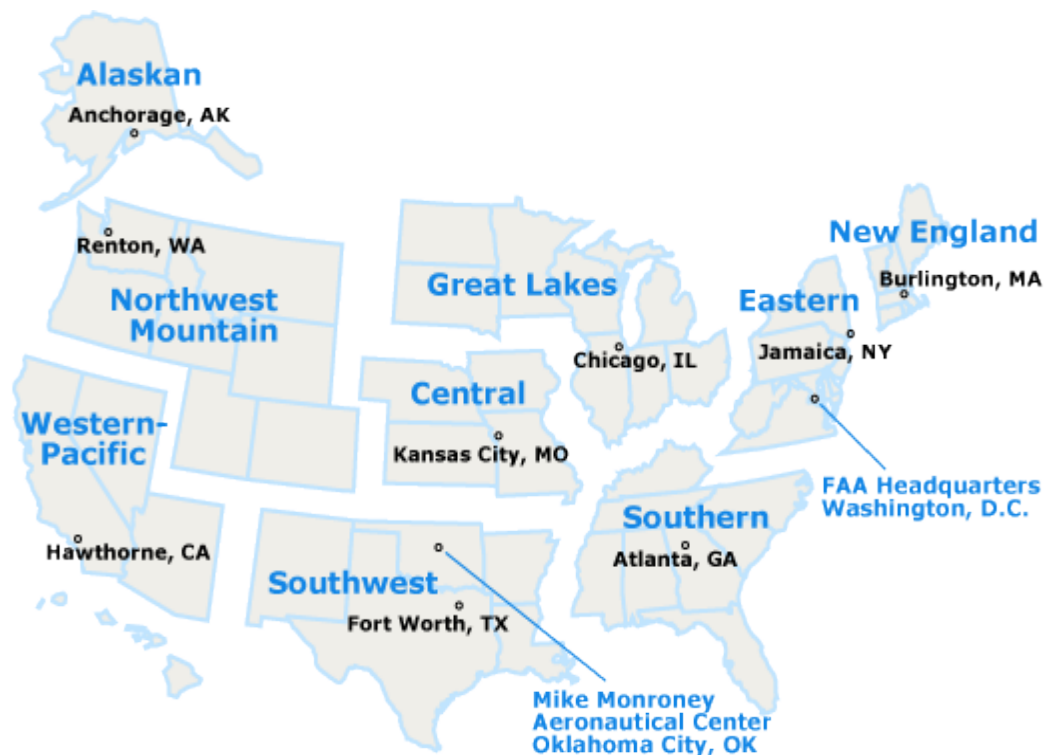 Alaskan
Anchorage, AK
Renton, WA
Northwest
Mountain
Great Lakes
New England
Burlington, MA
Eastern
Jamaica, NY
Chicago, IL
Central
Kansas City, MO
Western-
Pacific
Hawthorne, CA
FAA Headquarters
Washington, D.C.
Southern
Atlanta, GA
Southwest
Fort Worth, TX
Mike Monroney
Aeronautical Center
Oklahoma City, OK